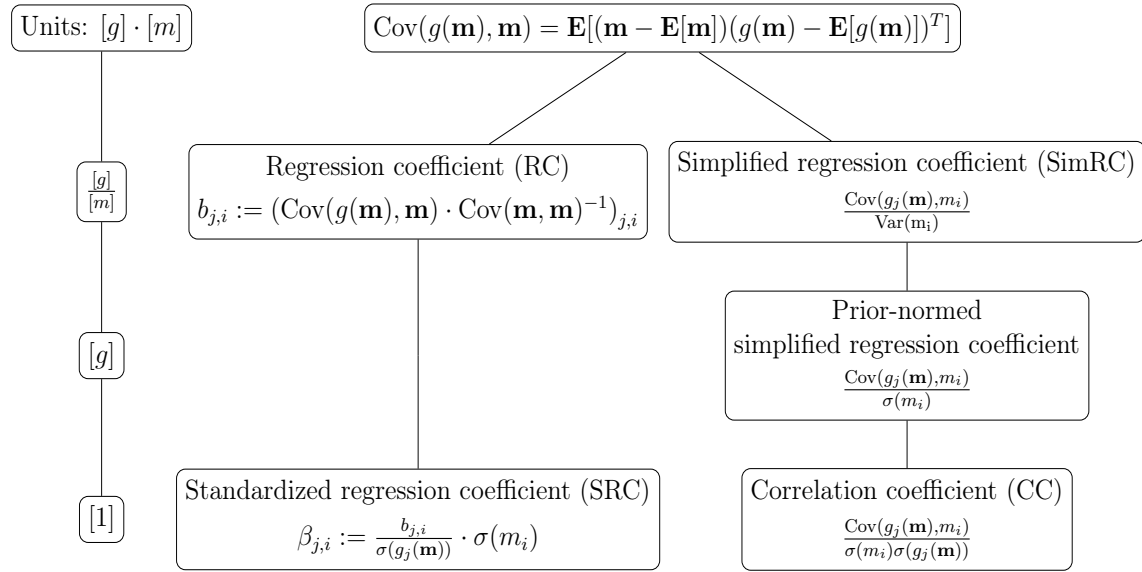 Units: [g] · [m]
Cov(g(𝐦), 𝐦) = 𝐄[(𝐦 − 𝐄[𝐦])(g(𝐦) − 𝐄[g(𝐦)])^T]
[g]/[m]
Regression coefficient (RC)
b_{j,i} := (Cov(g(𝐦), 𝐦) · Cov(𝐦, 𝐦)^{−1})_{j,i}
Simplified regression coefficient (SimRC)
Cov(g_j(𝐦),m_i)/Var(m_i)
[g]
Prior-normed
simplified regression coefficient
Cov(g_j(𝐦),m_i)/σ(m_i)
[1]
Standardized regression coefficient (SRC)
β_{j,i} := b_{j,i}/σ(g_j(𝐦)) · σ(m_i)
Correlation coefficient (CC)
Cov(g_j(𝐦),m_i)/σ(m_i)σ(g_j(𝐦))